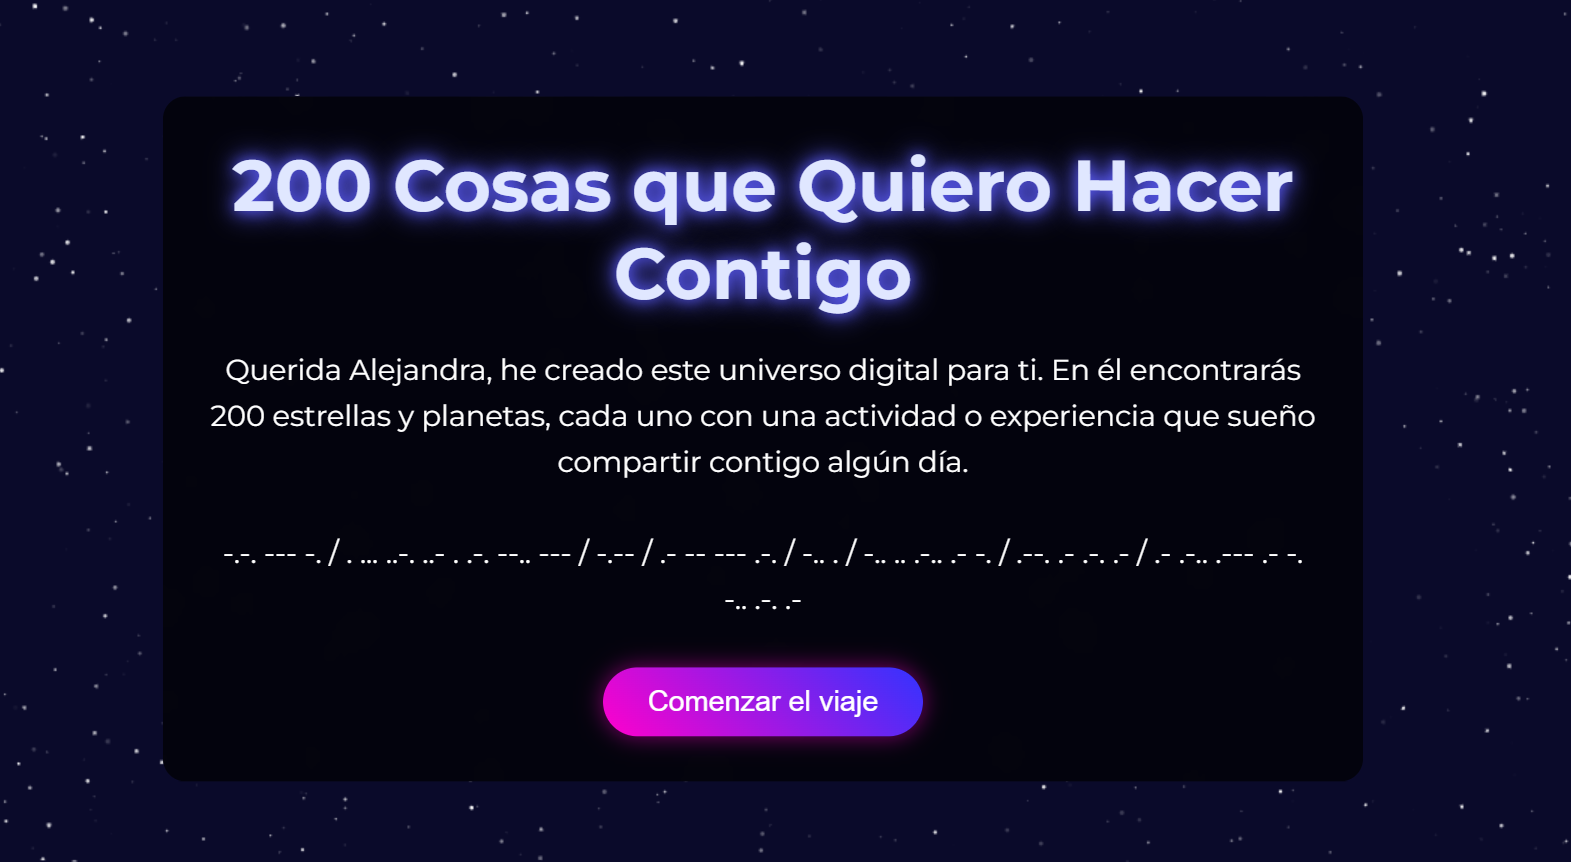 200 Cosas que Quiero Hacer
Contigo
Querida Alejandra, he creado este universo digital para ti. En él encontrarás
200 estrellas y planetas, cada uno con una actividad o experiencia que sueño
compartir contigo algún día.
-.-. --- -. / . ... ..-. ..- . .-. --.. --- / -.-- / .- -- --- .-. / -.. . / -.. .. .-.. .- -. / .--. .- .-. .- / .- .-.. .--- .- -.
-.. .-. .-
Comenzar el viaje